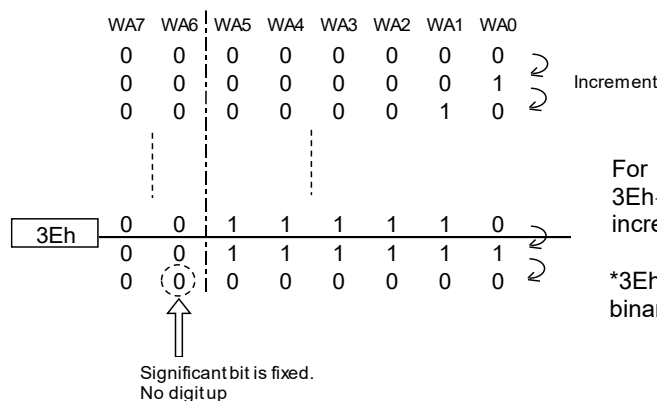 WA7 WA6 WA5 WA4 WA3 WA2 WA1 WA0
0 0 0 0 0 0 0 0
0 0 0 0 0 0 0 1
Increment
0 0 0 0 0 0 1 0
For
3Eh-
incre
3Eh 0 0 1 1 1 1 1 0
0 0 1 1 1 1 1 1
0 0 0 0 0 0 0 0
*3Eh
binar
Significant bit is fixed.
No digit up